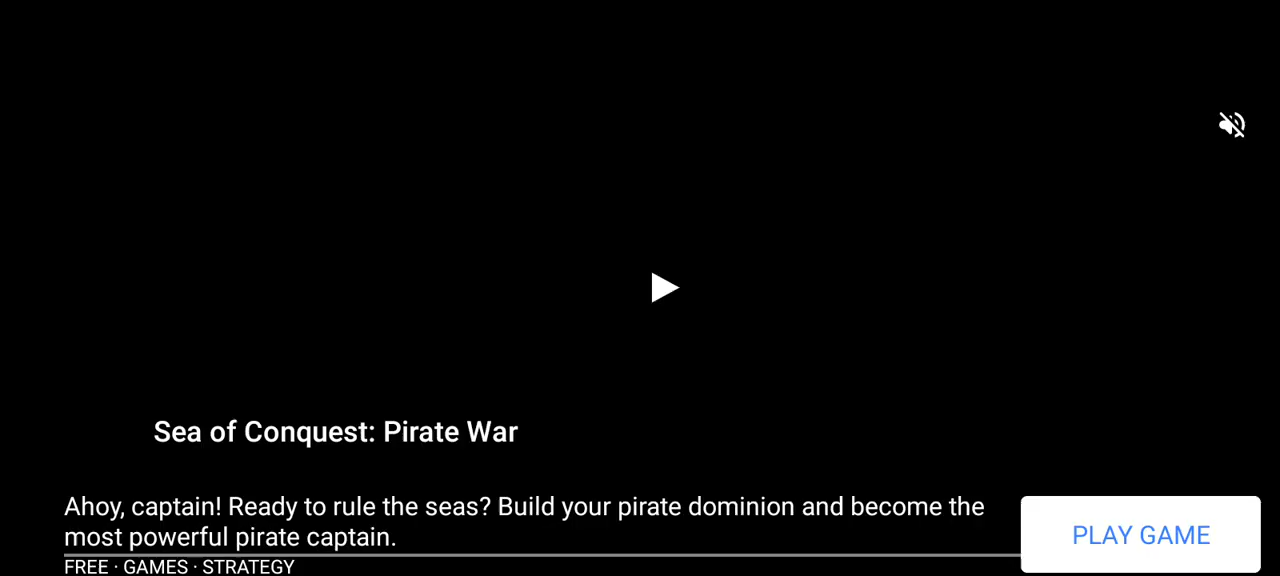 Sea of Conquest: Pirate War
Ahoy, captain! Ready to rule the seas? Build your pirate dominion and become the
most powerful pirate captain.
PLAY GAME
FREE · GAMES · STRATEGY